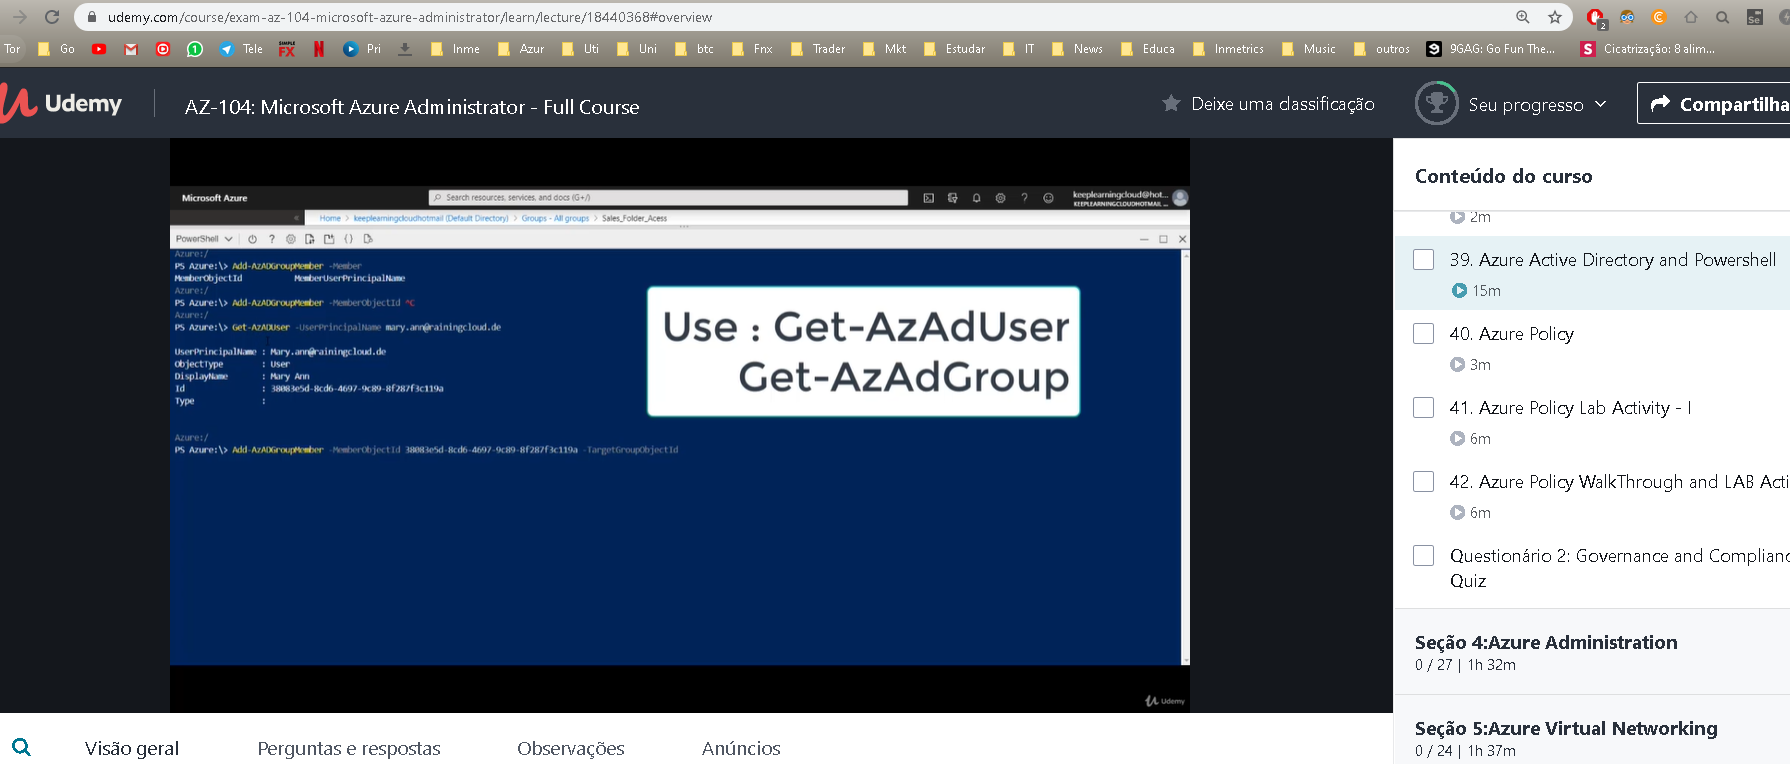 udemy.com/course/exam-az-104-microsoft-azure-administrator/learn/lecture/18440368#overview
2
Se
Tor Go Tele SIMPLE FX N Pri Inme Azur Uti Uni btc Fnx Trader Mkt Estudar IT News Educa Inmetrics Music outros 9GAG: Go Fun The... S Cicatrização: 8 alim...
Udemy
AZ-104: Microsoft Azure Administrator - Full Course
Deixe uma classificação
Seu progresso
Compartilha
Microsoft Azure
Search resources, services, and docs (G+/)
keeplearningcloud@hot...
KEEPLEARNINGCLOUDHOTMAIL ...
Home > keeplearningcloudhotmail (Default Directory) > Groups - All groups > Sales_Folder_Acess
PowerShell
Azure:/
PS Azure:\> Add-AzADGroupMember -Member
MemberObjectId MemberUserPrincipalName
Azure:/
PS Azure:\> Add-AzADGroupMember -MemberObjectId ^C
Azure:/
PS Azure:\> Get-AzADUser -UserPrincipalName mary.ann@rainingcloud.de
UserPrincipalName : Mary.ann@rainingcloud.de
ObjectType : User
DisplayName : Mary Ann
Id : 38083e5d-8cd6-4697-9c89-8f287f3c119a
Type :
Azure:/
PS Azure:\> Add-AzADGroupMember -MemberObjectId 38083e5d-8cd6-4697-9c89-8f287f3c119a -TargetGroupObjectId
Use : Get-AzAdUser
Get-AzAdGroup
Udemy
Conteúdo do curso
2m
39. Azure Active Directory and Powershell
15m
40. Azure Policy
3m
41. Azure Policy Lab Activity - I
6m
42. Azure Policy WalkThrough and LAB Acti
6m
Questionário 2: Governance and Complianc
Quiz
Seção 4:Azure Administration
0 / 27 | 1h 32m
Seção 5:Azure Virtual Networking
0 / 24 | 1h 37m
Visão geral
Perguntas e respostas
Observações
Anúncios